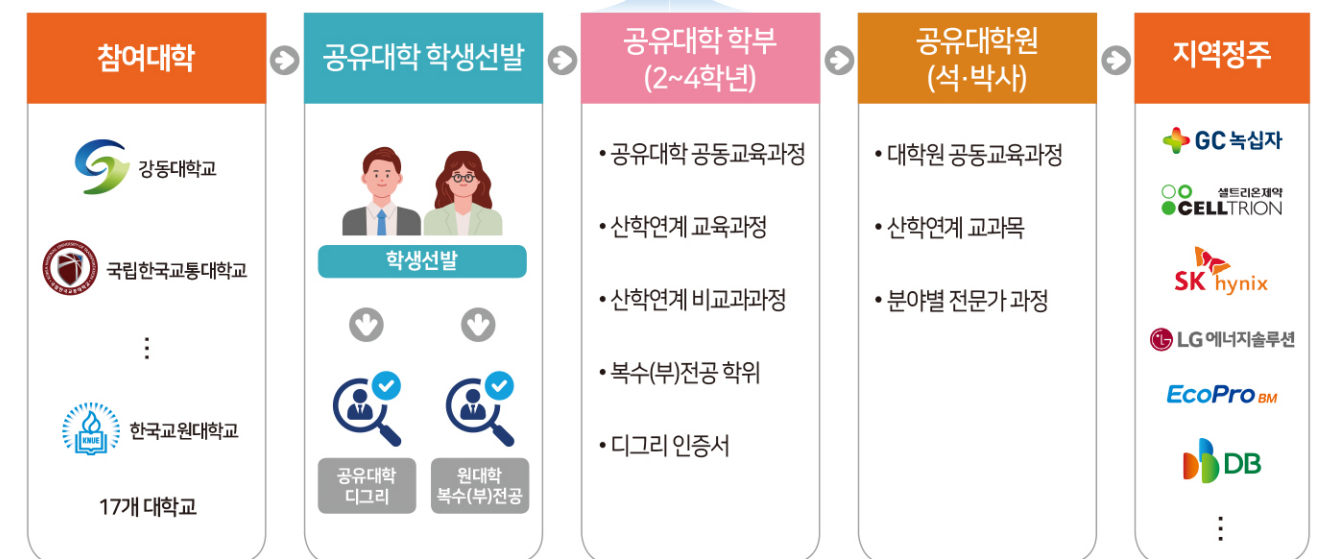 참여대학
공유대학 학생선발
공유대학 학부
(2~4학년)
공유대학원
(석·박사)
지역정주
강동대학교
국립한국교통대학교
⋮
KNUE
한국교원대학교
17개 대학교
학생선발
공유대학
디그리
원대학
복수(부)전공
• 공유대학 공동교육과정
• 산학연계 교육과정
• 산학연계 비교과과정
• 복수(부)전공 학위
• 디그리 인증서
• 대학원 공동교육과정
• 산학연계 교과목
• 분야별 전문가 과정
GC 녹십자
셀트리온제약
CELLTRION
SK hynix
LG 에너지솔루션
EcoPro BM
DB
⋮